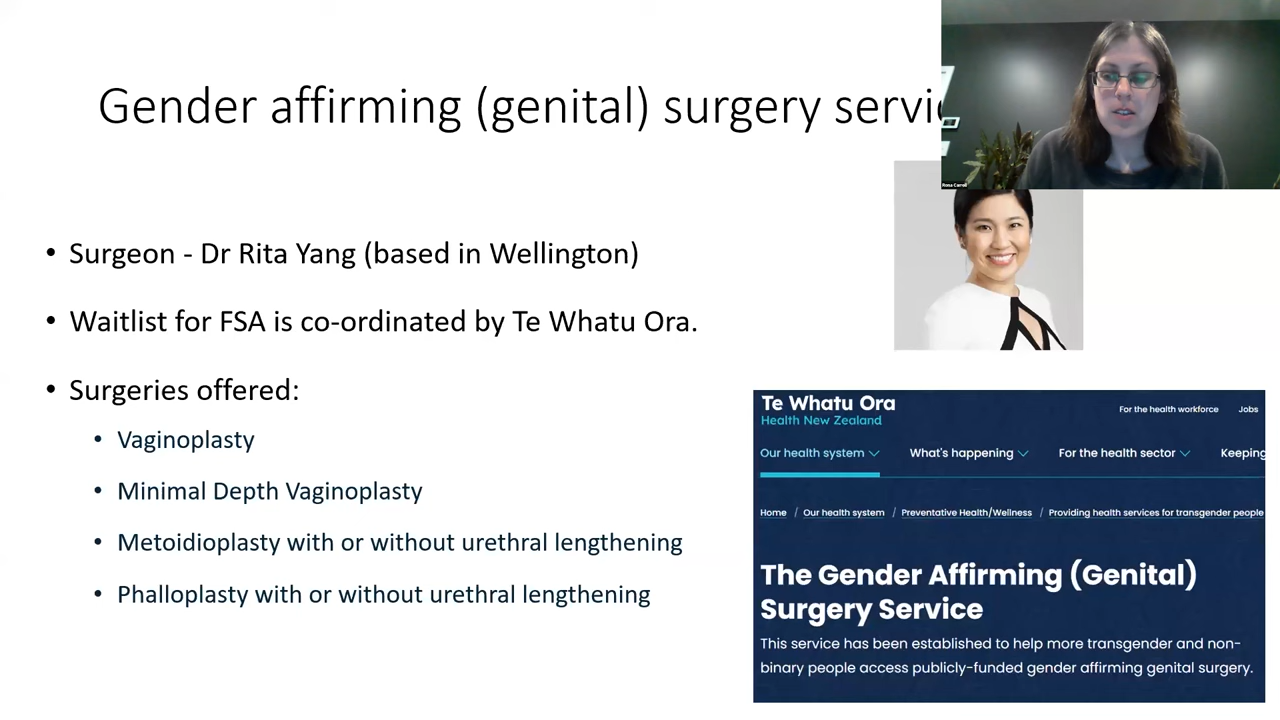 Gender affirming (genital) surgery servic
Rosa Carroll
• Surgeon - Dr Rita Yang (based in Wellington)
• Waitlist for FSA is co-ordinated by Te Whatu Ora.
• Surgeries offered:
• Vaginoplasty
• Minimal Depth Vaginoplasty
• Metoidioplasty with or without urethral lengthening
• Phalloplasty with or without urethral lengthening
Te Whatu Ora
Health New Zealand
For the health workforce Jobs
Our health system What's happening For the health sector Keeping
Home / Our health system / Preventative Health/Wellness / Providing health services for transgender people
The Gender Affirming (Genital)
Surgery Service
This service has been established to help more transgender and non-
binary people access publicly-funded gender affirming genital surgery.